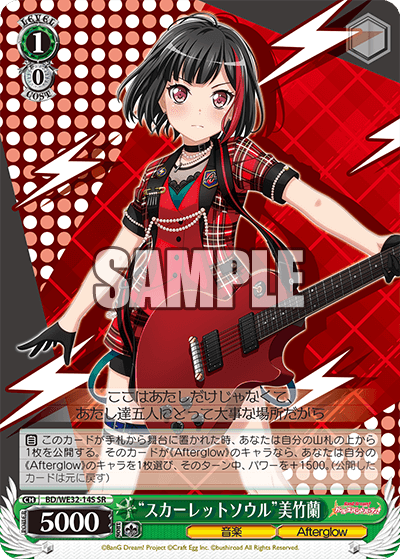 LEVEL
1
0
COST
SAMPLE
ここはあたしだけじゃなくて、
あたし達五人にとって大事な場所だから
【自】 このカードが手札から舞台に置かれた時、あなたは自分の山札の上から
1枚を公開する。そのカードが《Afterglow》のキャラなら、あなたは自分の
《Afterglow》のキャラを1枚選び、そのターン中、パワーを+1500。(公開した
カードは元に戻す)
CH BD/WE32-14S SR
5000
“スカーレットソウル”美竹蘭
音楽
Afterglow
©BanG Dream! Project ©Craft Egg Inc. ©bushiroad All Rights Reserved.